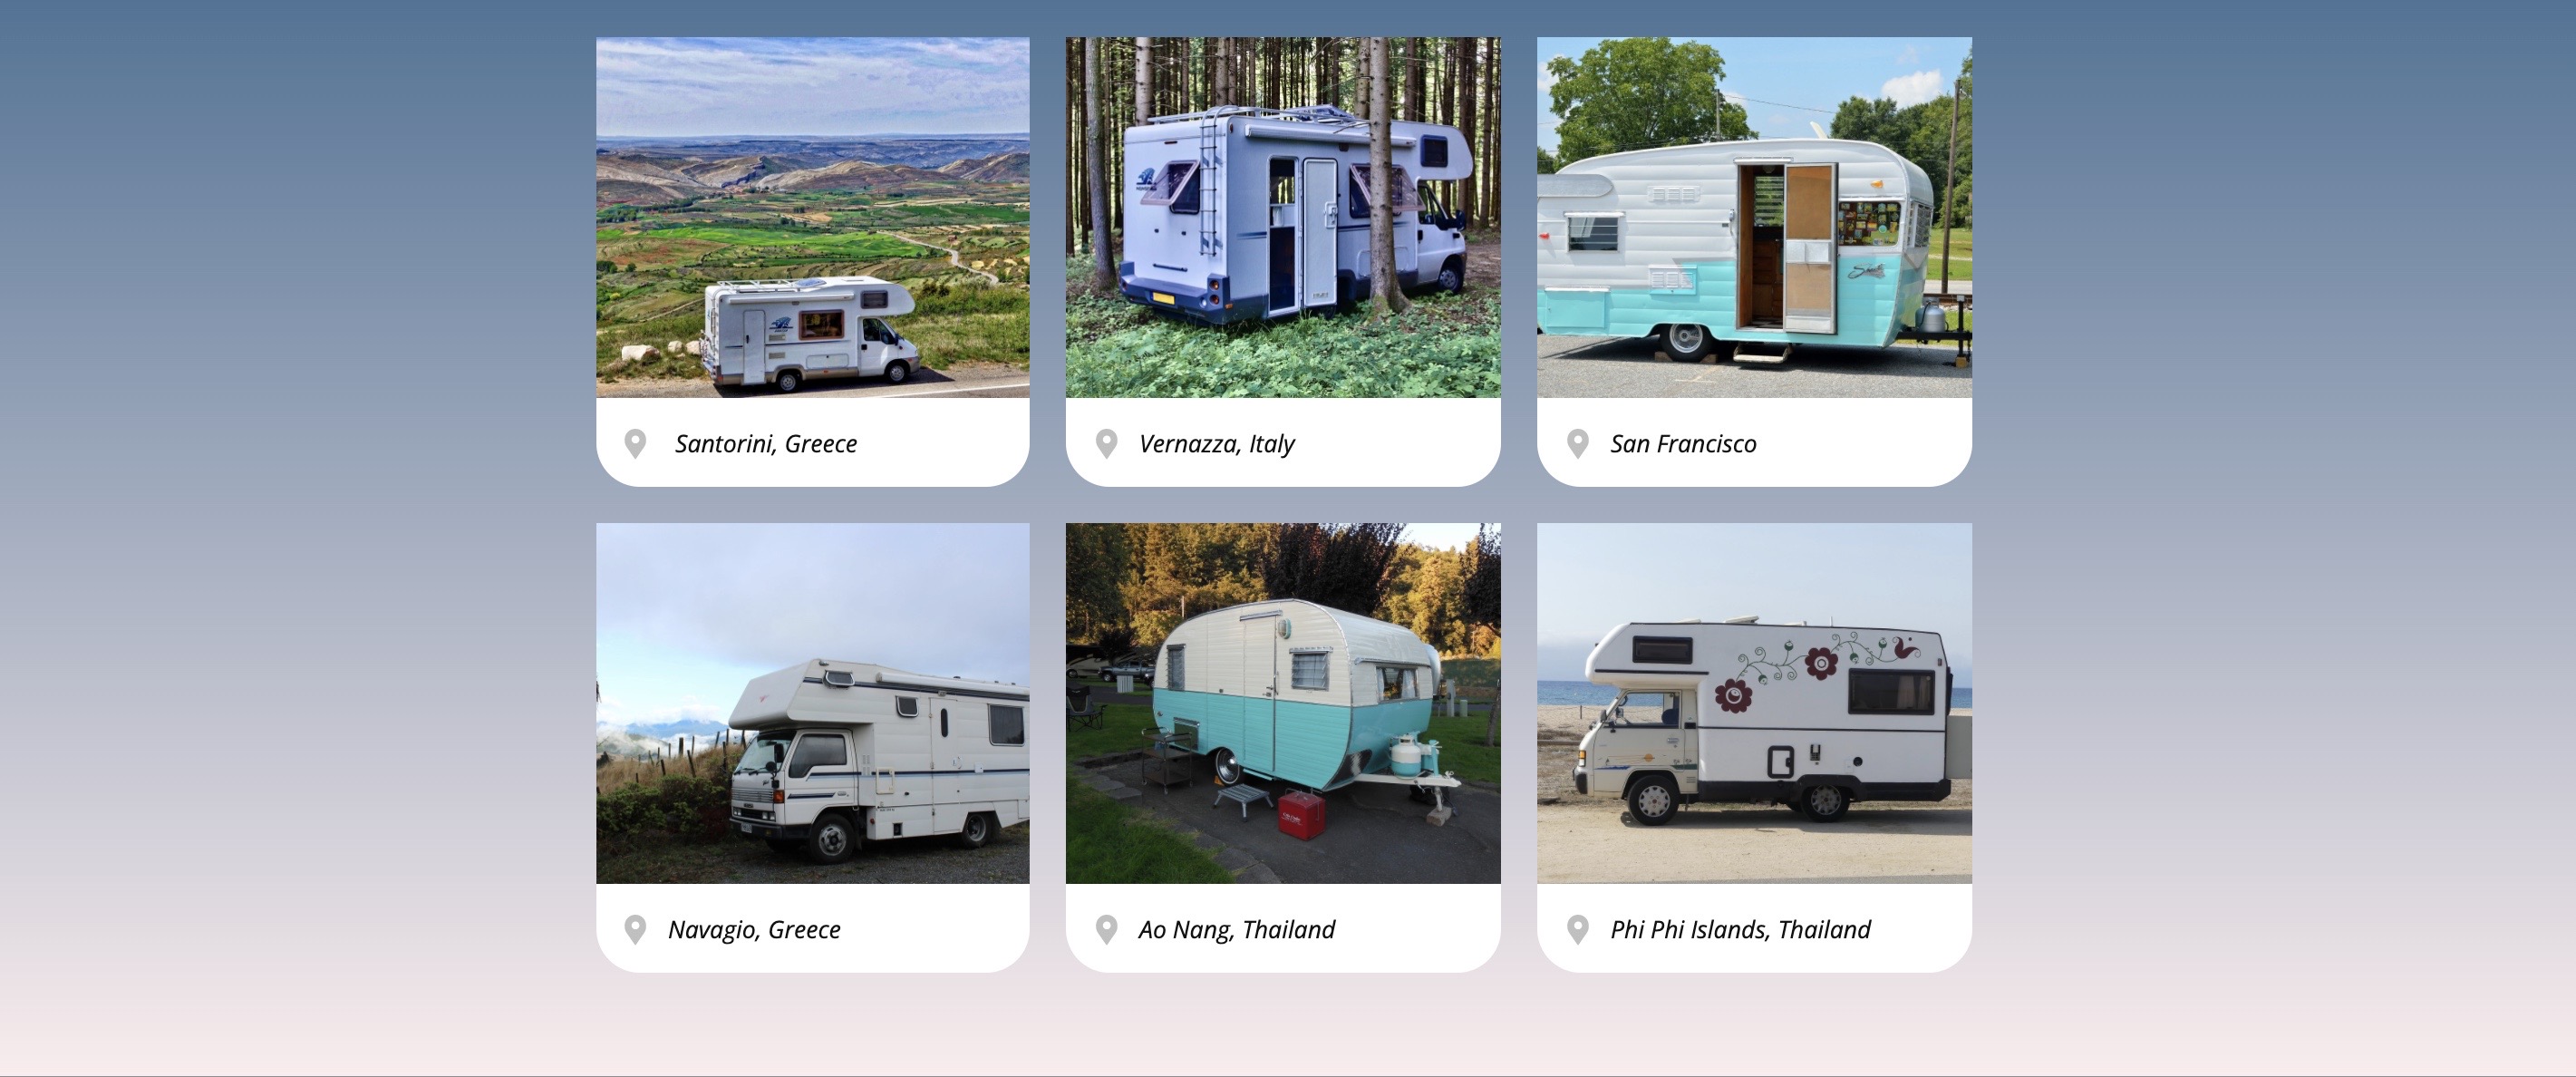 Santorini, Greece
Vernazza, Italy
San Francisco
Navagio, Greece
Ao Nang, Thailand
Phi Phi Islands, Thailand